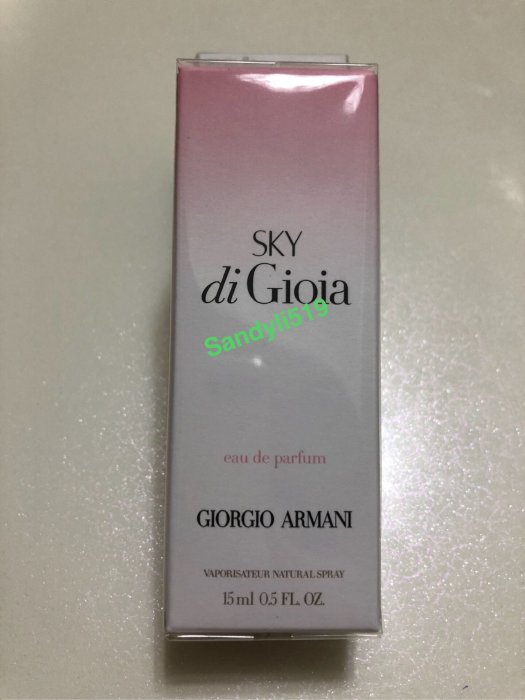 SKY
di Gioia
Sandyli519
eau de parfum
GIORGIO ARMANI
VAPORISATEUR NATURAL SPRAY
15 ml 0.5 FL. OZ.